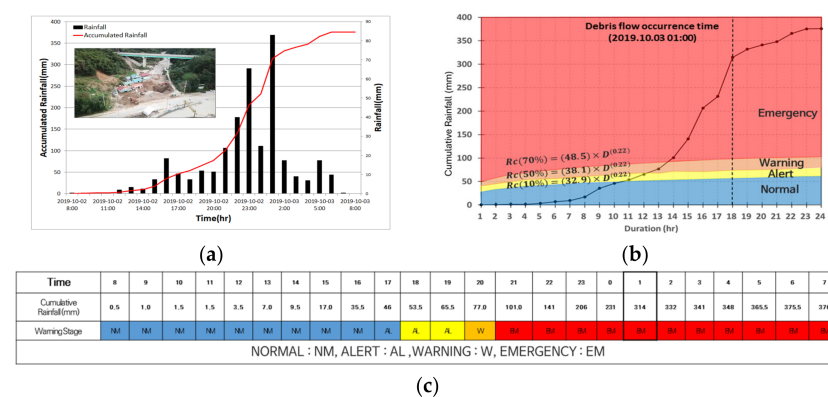 Rainfall
Accumulated Rainfall
Accumulated Rainfall(mm)
Rainfall(mm)
400
350
300
250
200
150
100
50
0
90
80
70
60
50
40
30
20
10
0
2019-10-02 2019-10-02 2019-10-02 2019-10-02 2019-10-02 2019-10-02 2019-10-03 2019-10-03 2019-10-03
8:00 11:00 14:00 17:00 20:00 23:00 2:00 5:00 8:00
Time(hr)
(a)
Debris flow occurrence time
(2019.10.03 01:00)
Cumulative Rainfall (mm)
400
350
300
250
200
150
100
50
0
Emergency
Rc(70%) = (48.5) × D^(0.22)
Warning
Rc(50%) = (38.1) × D^(0.22)
Alert
Rc(10%) = (32.9) × D^(0.22)
Normal
1 2 3 4 5 6 7 8 9 10 11 12 13 14 15 16 17 18 19 20 21 22 23 24
Duration (hr)
(b)
Time 8 9 10 11 12 13 14 15 16 17 18 19 20 21 22 23 0 1 2 3 4 5 6 7
Cumulative Rainfall(mm) 0.5 1.0 1.5 1.5 3.5 7.0 9.5 17.0 35.5 46 53.5 65.5 77.0 101.0 141 206 231 314 332 341 348 365.5 375.5
Warning Stage NM NM NM NM NM NM NM NM NM AL AL AL W EM EM EM EM EM EM EM EM EM EM EM
NORMAL : NM, ALERT : AL ,WARNING : W, EMERGENCY : EM
(c)